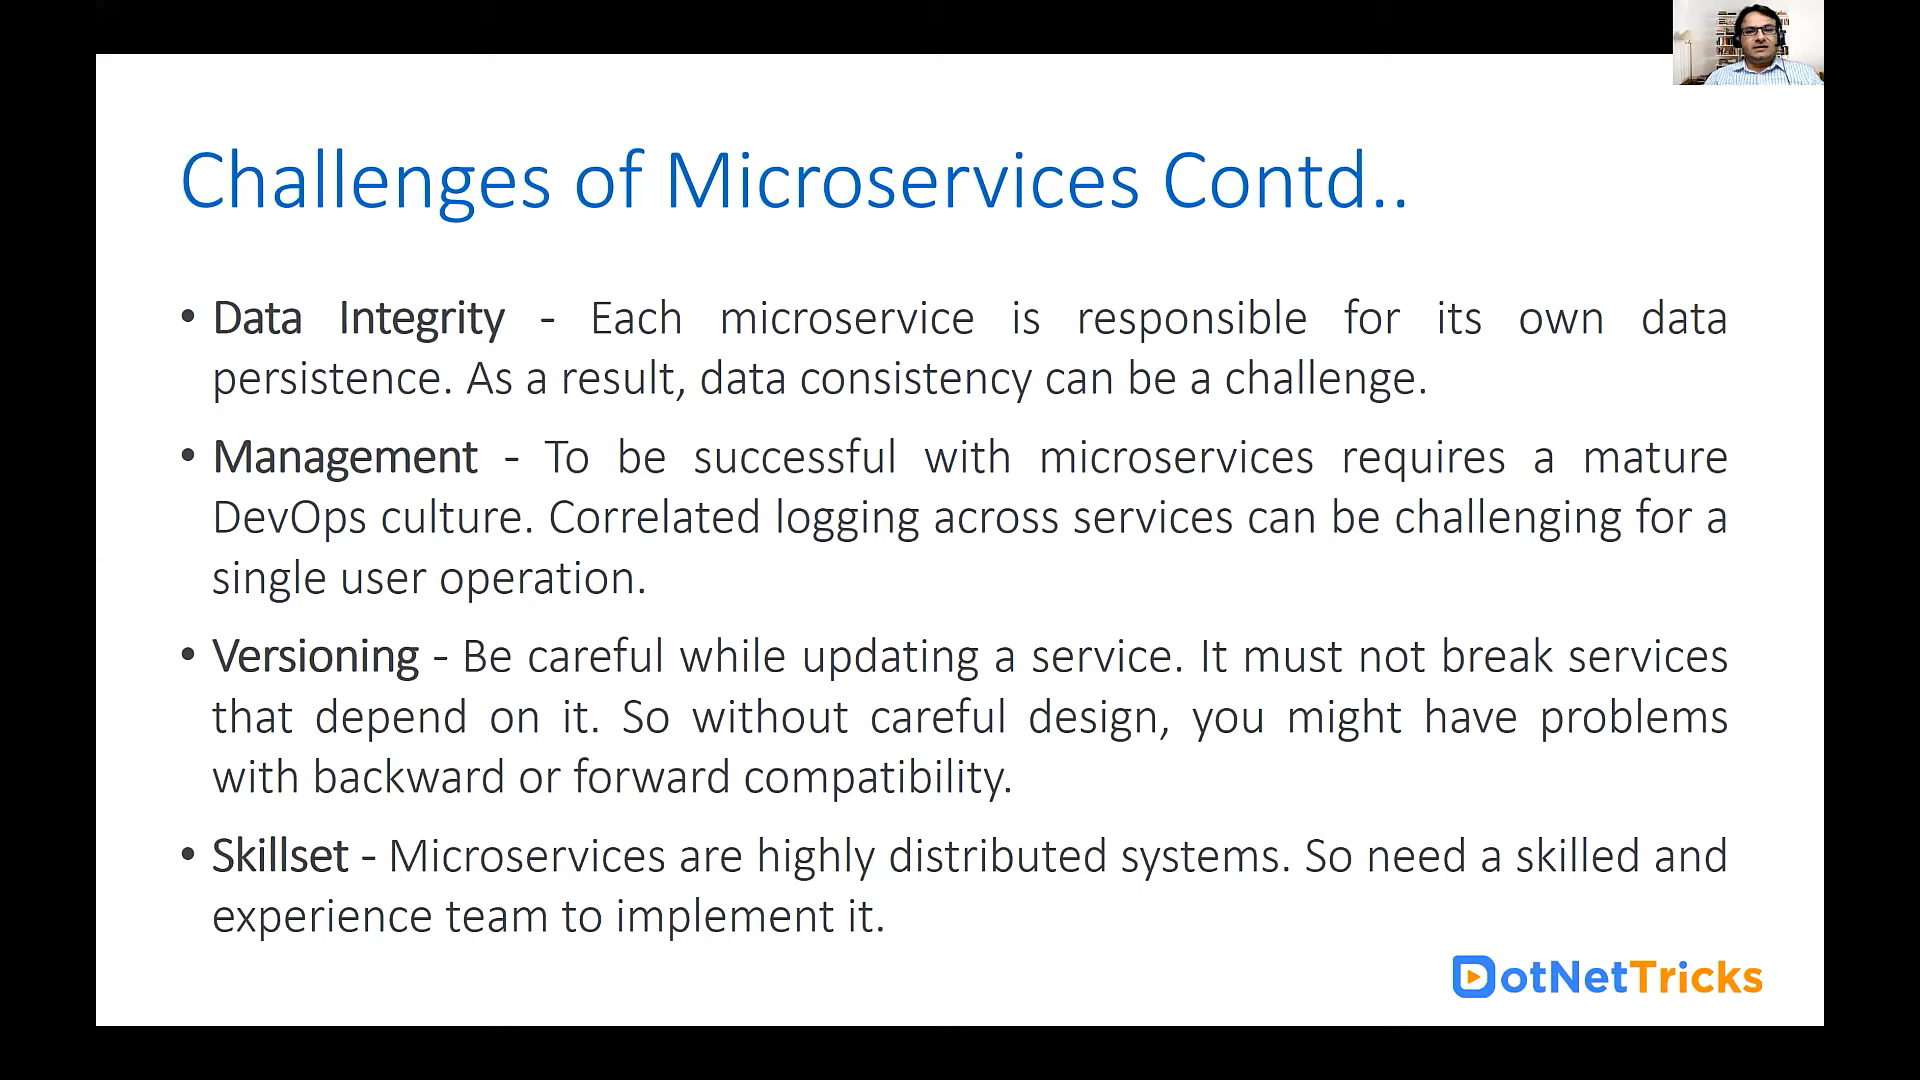 Challenges of Microservices Contd..
• Data Integrity - Each microservice is responsible for its own data
persistence. As a result, data consistency can be a challenge.
• Management - To be successful with microservices requires a mature
DevOps culture. Correlated logging across services can be challenging for a
single user operation.
• Versioning - Be careful while updating a service. It must not break services
that depend on it. So without careful design, you might have problems
with backward or forward compatibility.
• Skillset - Microservices are highly distributed systems. So need a skilled and
experience team to implement it.
DotNetTricks